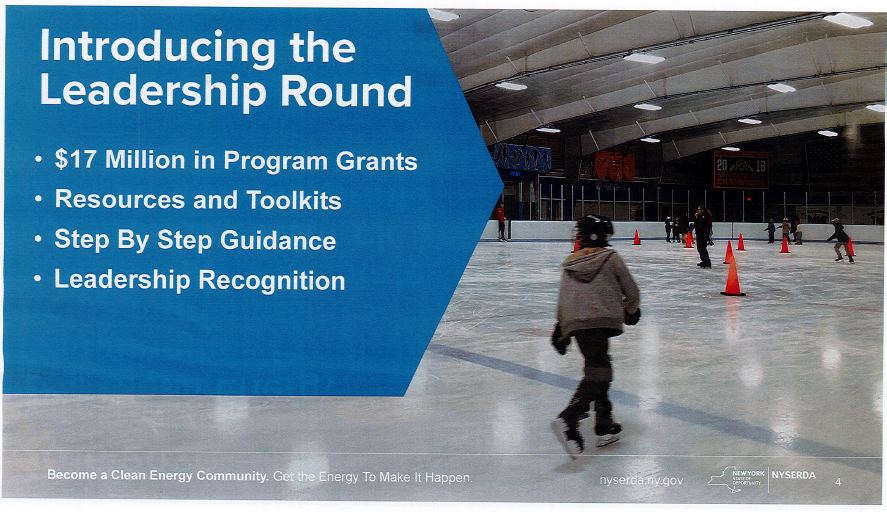 Introducing the
Leadership Round
• $17 Million in Program Grants
• Resources and Toolkits
• Step By Step Guidance
• Leadership Recognition
20 16
CHAMPIONS
Become a Clean Energy Community. Get the Energy To Make It Happen.
nyserda.ny.gov
NEW YORK
STATE OF
OPPORTUNITY
NYSERDA
4